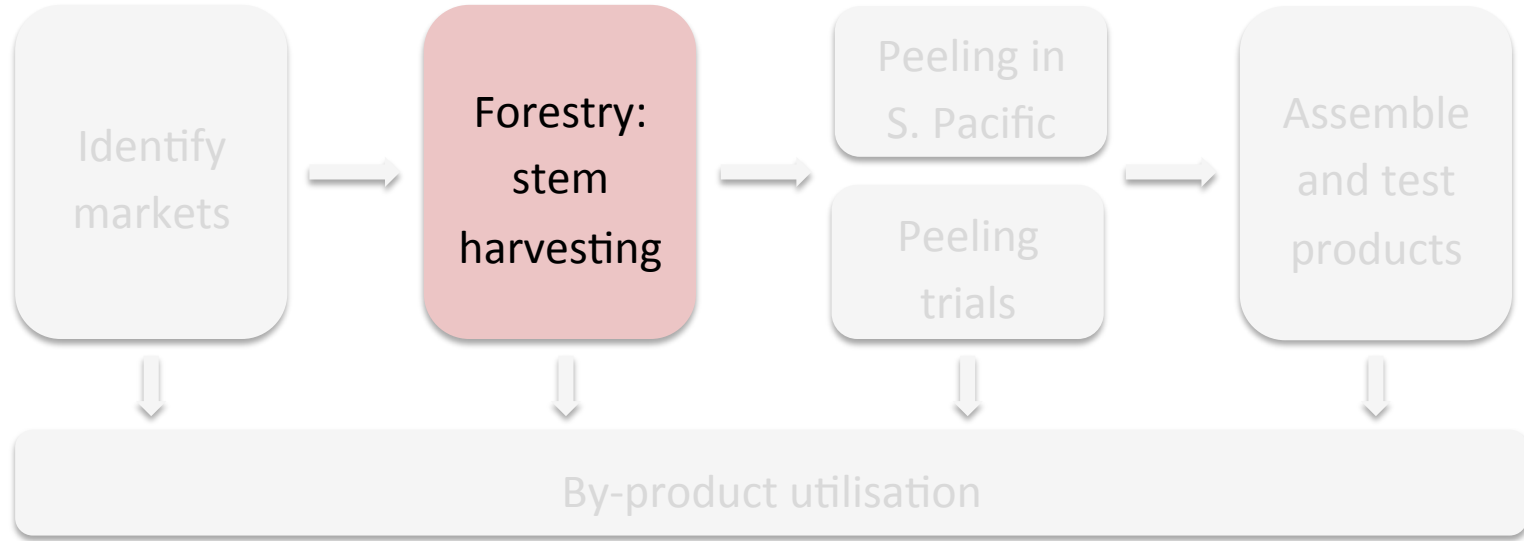 Identify
markets
Forestry:
stem
harvesting
Peeling in
S. Pacific
Peeling
trials
Assemble
and test
products
By-product utilisation